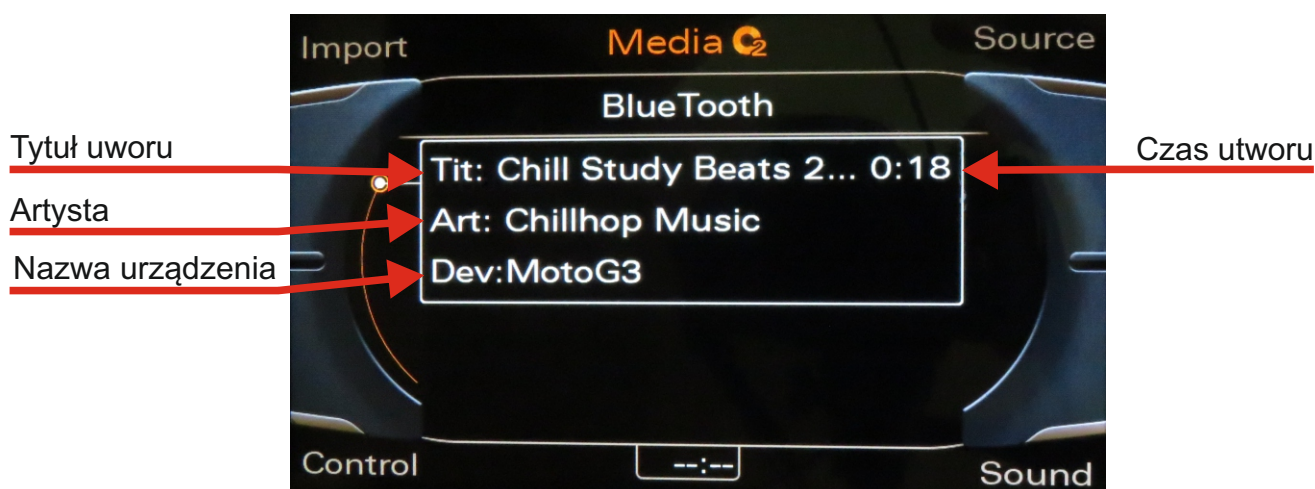 Import Media 2 Source
BlueTooth
Tytuł uworu
Tit: Chill Study Beats 2... 0:18
Czas utworu
Artysta
Art: Chillhop Music
Nazwa urządzenia
Dev:MotoG3
Control --:-- Sound